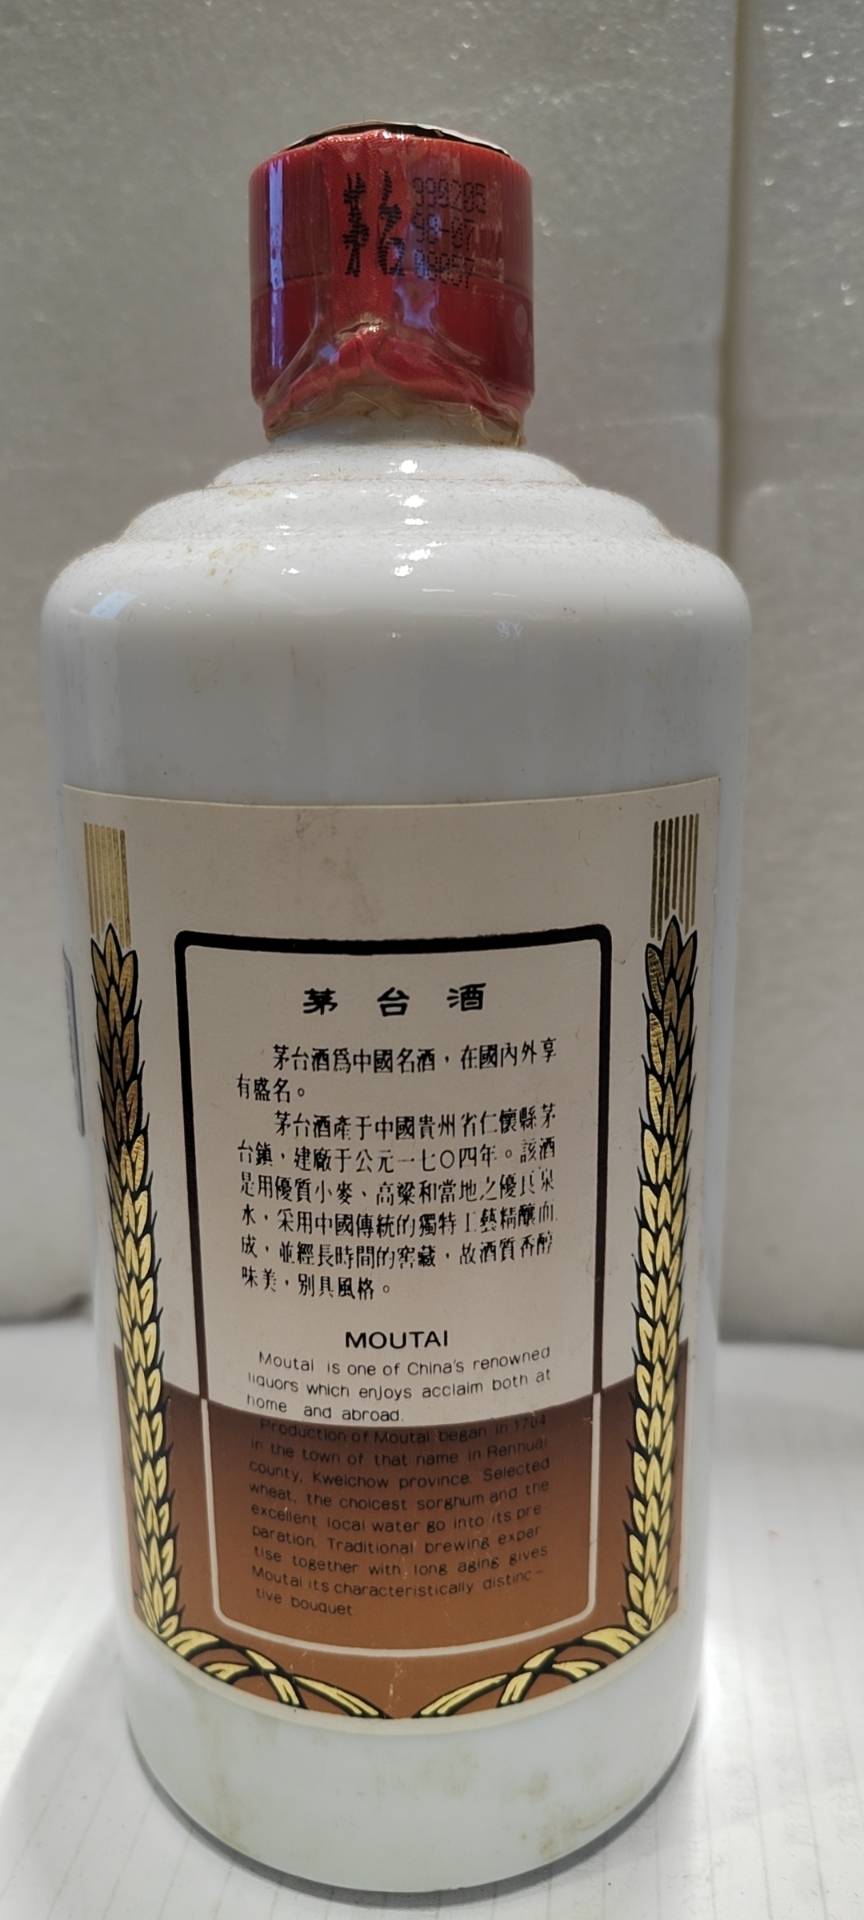 茅台
990205
98-07
00057
茅台酒
茅台酒爲中國名酒，在國內外享
有盛名。
茅台酒產于中國貴州省仁懷縣茅
台鎮，建廠于公元一七〇四年。該酒
是用優質小麥、高粱和當地之優良泉
水，采用中國傳統的獨特工藝精釀而
成，並經長時間的窖藏，故酒質香醇
味美，別具風格。
MOUTAI
Moutai is one of China's renowned
liquors which enjoys acclaim both at
home and abroad.
Production of Moutai began in 1704
in the town of that name in Renhuai
county, Kweichow province. Selected
wheat, the choicest sorghum and the
excellent local water go into its pre
paration. Traditional brewing exper
tise together with long aging gives
Moutai its characteristically distinc-
tive bouquet